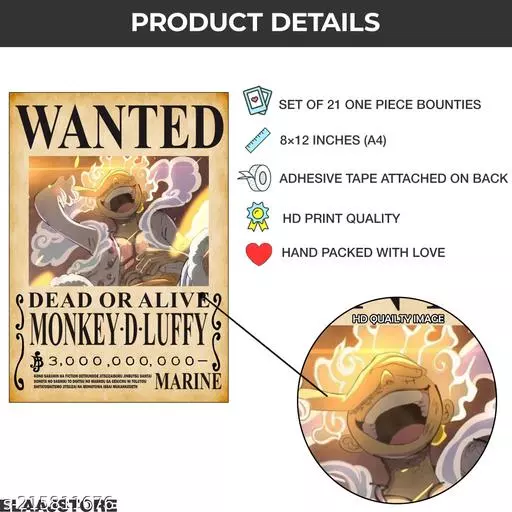 PRODUCT DETAILS
WANTED
DEAD OR ALIVE
MONKEY·D·LUFFY
3,000,000,000–
MARINE
SET OF 21 ONE PIECE BOUNTIES
8×12 INCHES (A4)
ADHESIVE TAPE ATTACHED ON BACK
HD PRINT QUALITY
HAND PACKED WITH LOVE
HD QUAILTY IMAGE